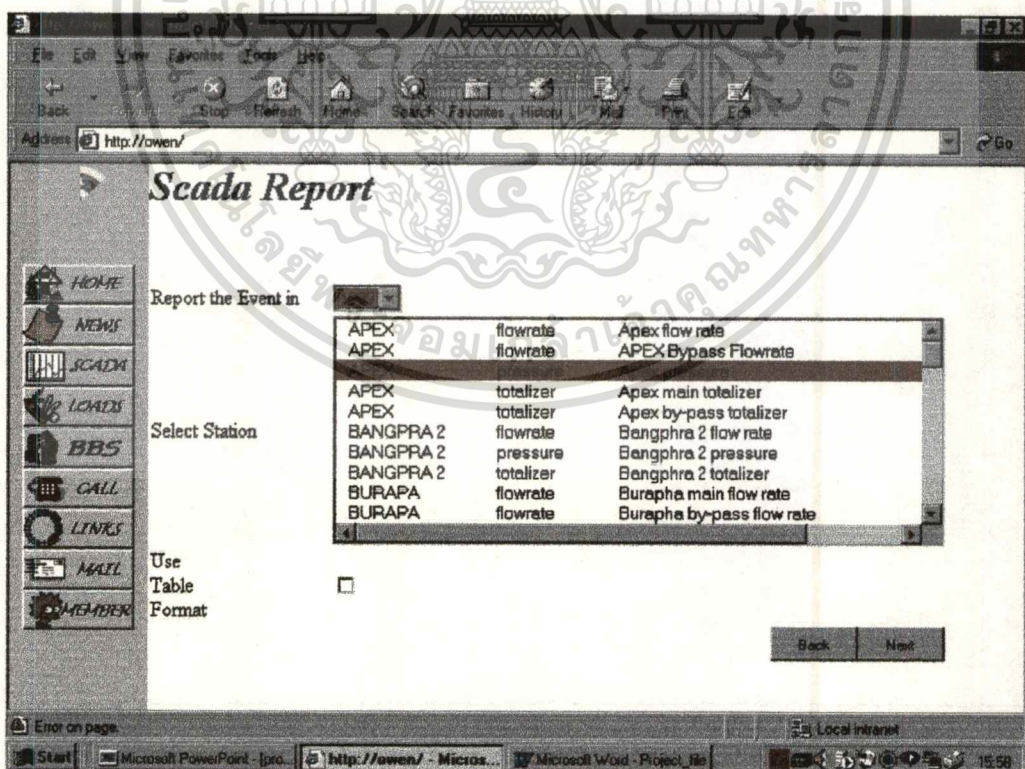 File Edit View Favorites Tools Help
Back Stop Refresh Home Search Favorites History Mail Print Edit
Address http://owen/ Go
Scada Report
HOME
NEWS
SCADA
LOADS
BBS
CALL
LINKS
MAIL
MEMBER
Report the Event in
Select Station
APEX flowrate Apex flow rate
APEX flowrate APEX Bypass Flowrate
pressure
APEX totalizer Apex main totalizer
APEX totalizer Apex by-pass totalizer
BANGPRA 2 flowrate Bangphra 2 flow rate
BANGPRA 2 pressure Bangphra 2 pressure
BANGPRA 2 totalizer Bangphra 2 totalizer
BURAPA flowrate Burapha main flow rate
BURAPA flowrate Burapha by-pass flow rate
Use
Table
Format
Back Next
Error on page. Local intranet
Start Microsoft PowerPoint - [pro... http://owen/ - Micros... Microsoft Word - Project_file 15:58